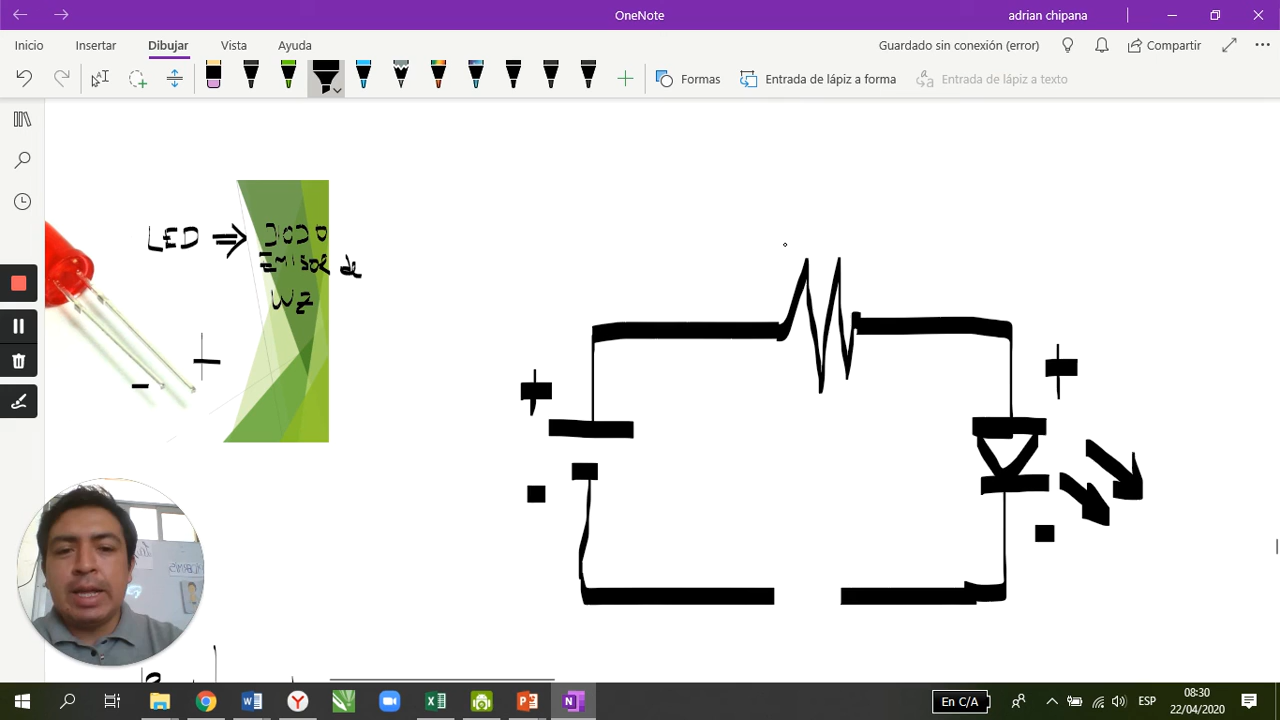 OneNote
adrian chipana
Inicio
Insertar
Dibujar
Vista
Ayuda
Guardado sin conexión (error)
Compartir
Formas
Entrada de lápiz a forma
Entrada de lápiz a texto
LED ⇒ DODO
EMISOR de
LUZ
+
-
+
-
+
-
En C/A
ESP
08:30
22/04/2020